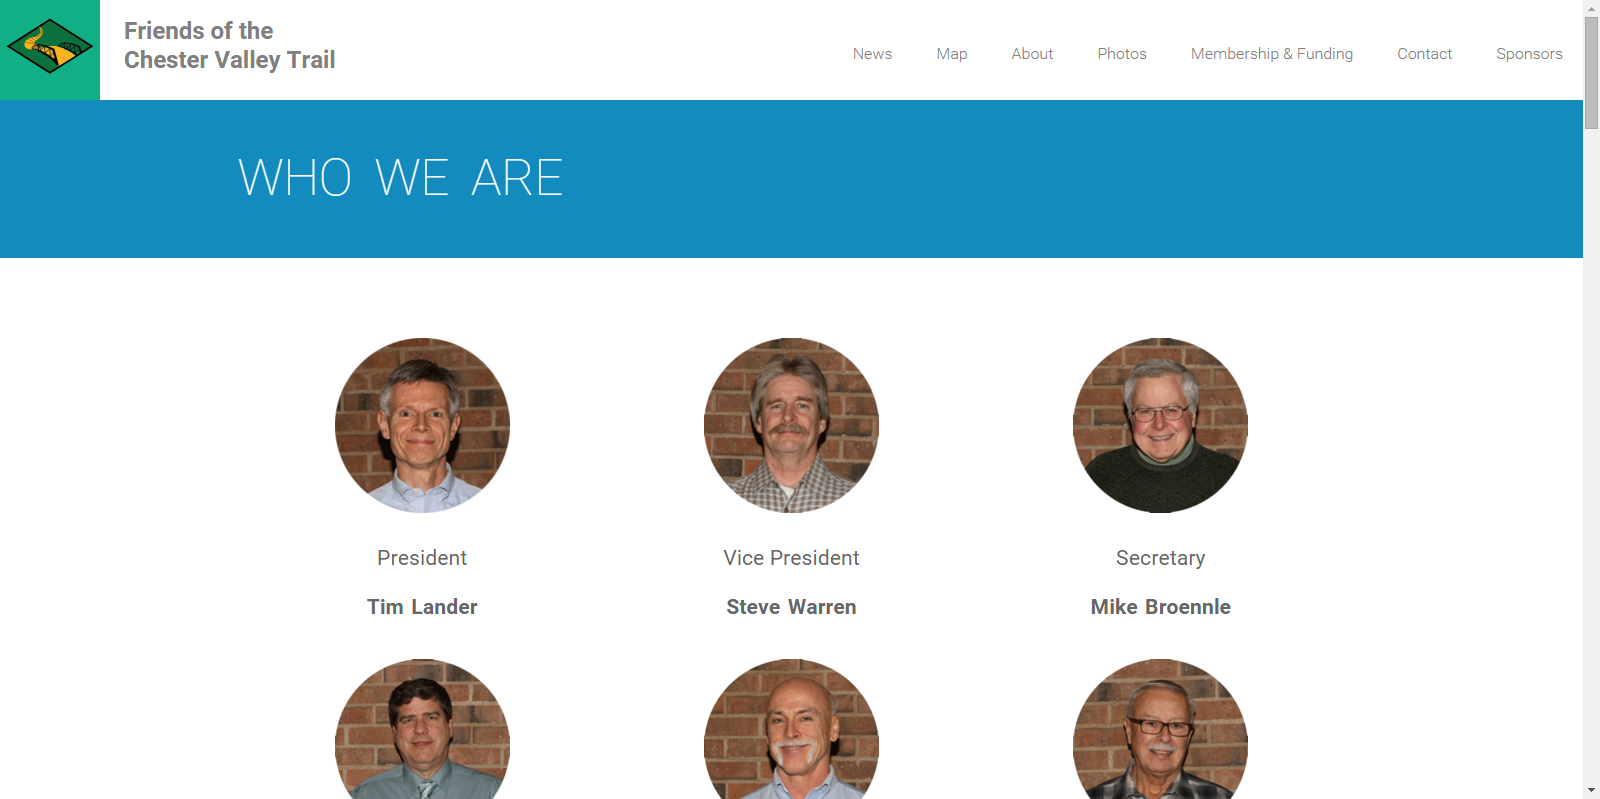 Friends of the
Chester Valley Trail
News Map About Photos Membership & Funding Contact Sponsors
WHO WE ARE
President Vice President Secretary
Tim Lander Steve Warren Mike Broennle